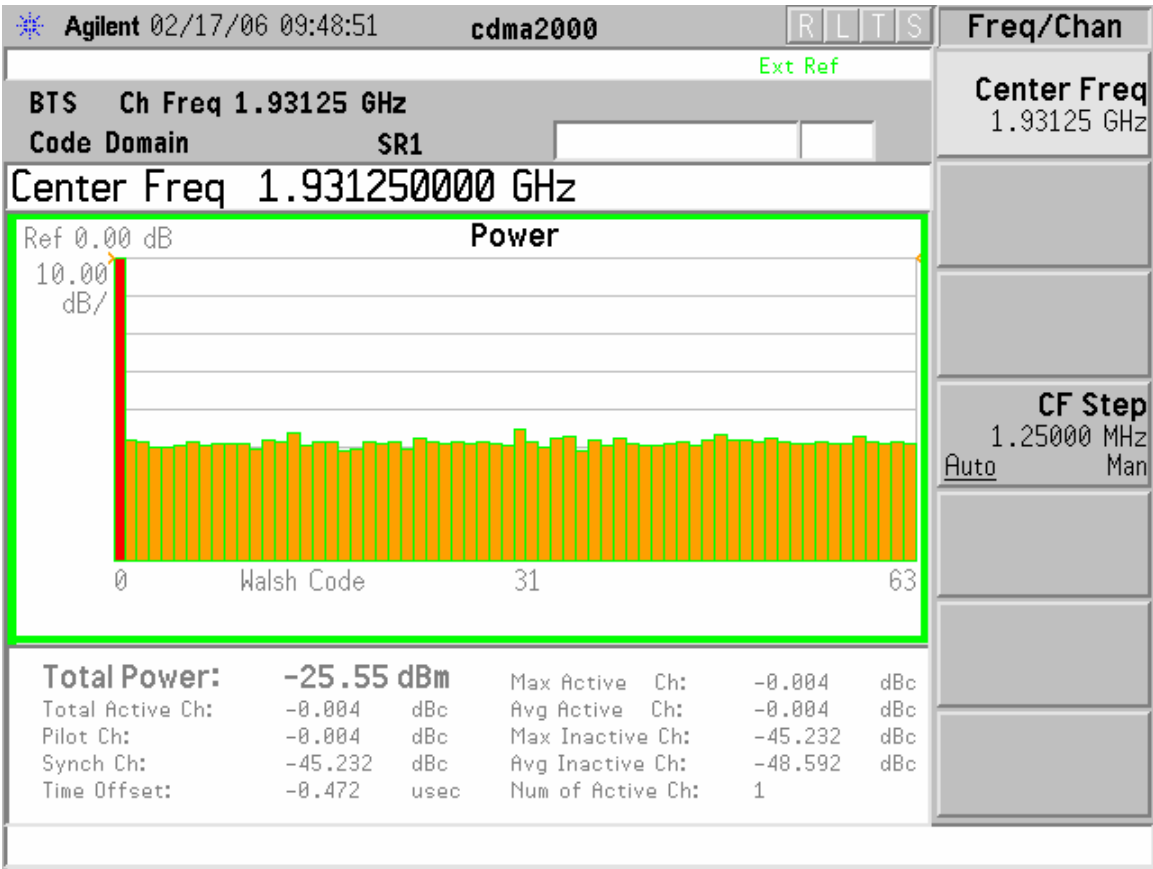 Agilent 02/17/06 09:48:51 cdma2000 R L T S Freq/Chan
Ext Ref
BTS Ch Freq 1.93125 GHz
Code Domain SR1
Center Freq 1.931250000 GHz
Ref 0.00 dB Power
10.00
dB/
0 Walsh Code 31 63
Total Power: -25.55 dBm
Total Active Ch: -0.004 dBc
Pilot Ch: -0.004 dBc
Synch Ch: -45.232 dBc
Time Offset: -0.472 usec
Max Active Ch: -0.004 dBc
Avg Active Ch: -0.004 dBc
Max Inactive Ch: -45.232 dBc
Avg Inactive Ch: -48.592 dBc
Num of Active Ch: 1
Center Freq
1.93125 GHz
CF Step
1.25000 MHz
Auto Man